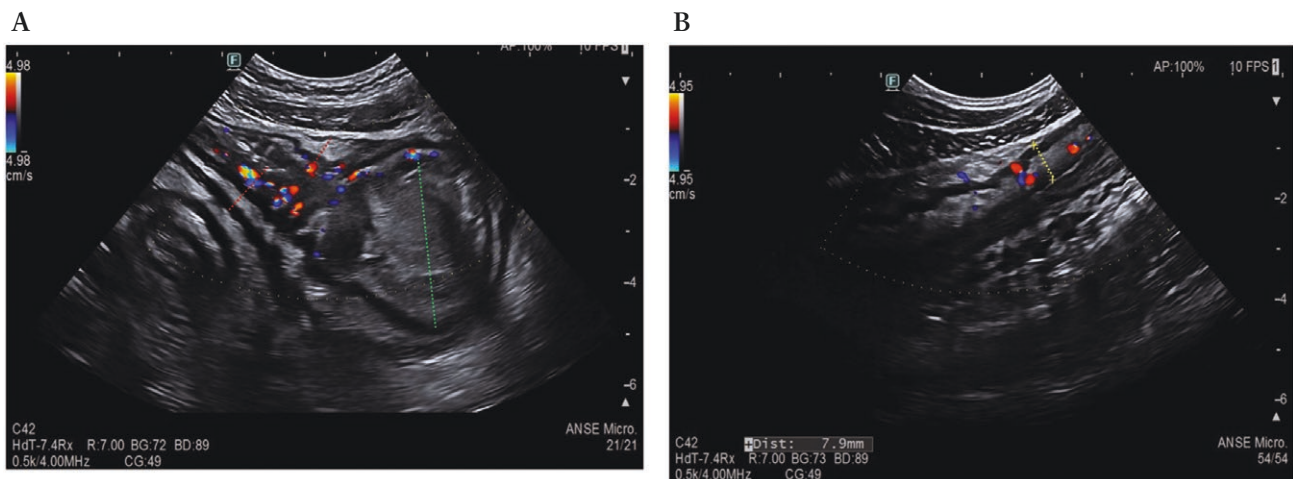 A
B
AP:100% 10 FPS 1
4.98
4.98
cm/s
F
-2
-4
-6
C42
HdT-7.4Rx R:7.00 BG:72 BD:89
0.5k/4.00MHz CG:49
ANSE Micro.
21/21
AP:100% 10 FPS 1
4.95
4.95
cm/s
F
-2
-4
-6
C42
+Dist: 7.9mm
HdT-7.4Rx R:7.00 BG:73 BD:89
0.5k/4.00MHz CG:49
ANSE Micro.
54/54